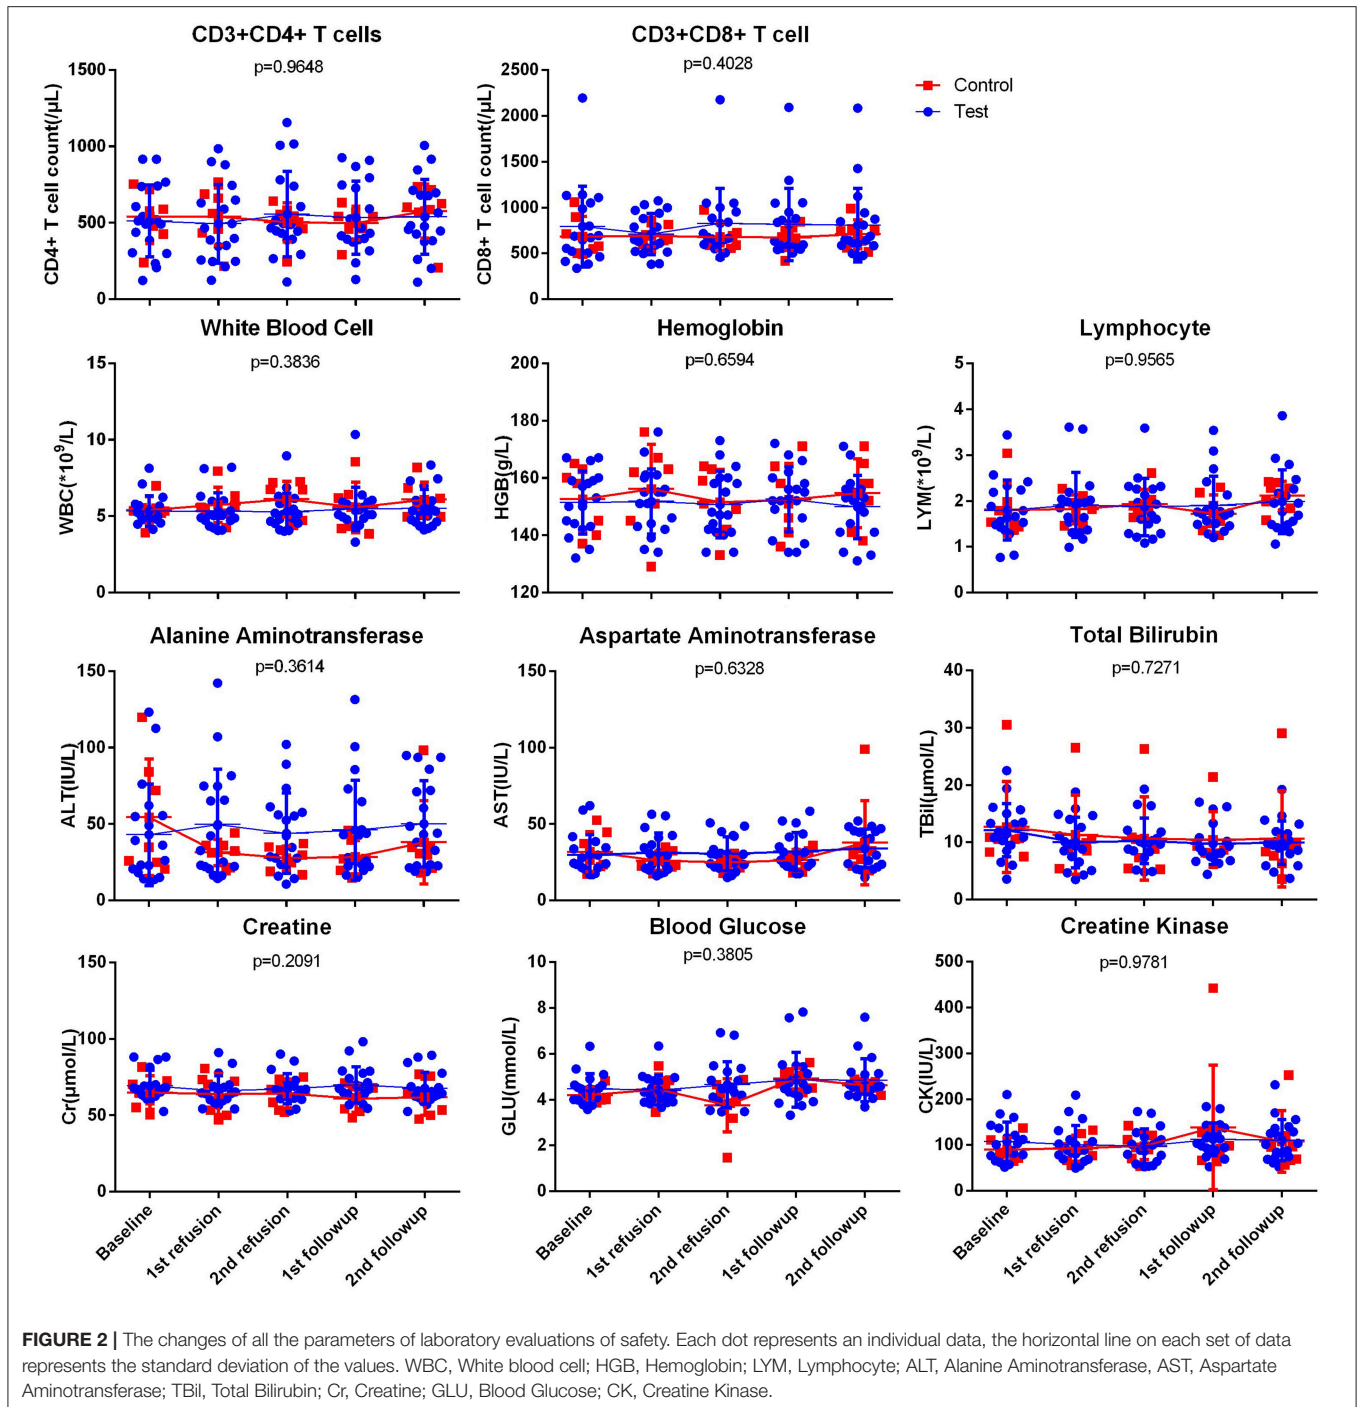 CD3+CD4+ T cells
p=0.9648
CD4+ T cell count(/μL)
1500
1000
500
0
CD3+CD8+ T cell
p=0.4028
CD8+ T cell count(/μL)
2500
2000
1500
1000
500
0
Control
Test
White Blood Cell
p=0.3836
WBC(*10^9/L)
15
10
5
0
Hemoglobin
p=0.6594
HGB(g/L)
200
180
160
140
120
Lymphocyte
p=0.9565
LYM(*10^9/L)
5
4
3
2
1
0
Alanine Aminotransferase
p=0.3614
ALT(IU/L)
150
100
50
0
Aspartate Aminotransferase
p=0.6328
AST(IU/L)
150
100
50
0
Total Bilirubin
p=0.7271
TBil(μmol/L)
40
30
20
10
0
Creatine
p=0.2091
Cr(μmol/L)
150
100
50
0
Baseline
1st refusion
2nd refusion
1st followup
2nd followup
Blood Glucose
p=0.3805
GLU(mmol/L)
10
8
6
4
2
0
Baseline
1st refusion
2nd refusion
1st followup
2nd followup
Creatine Kinase
p=0.9781
CK(IU/L)
500
400
300
200
100
0
Baseline
1st refusion
2nd refusion
1st followup
2nd followup
FIGURE 2 | The changes of all the parameters of laboratory evaluations of safety. Each dot represents an individual data, the horizontal line on each set of data
represents the standard deviation of the values. WBC, White blood cell; HGB, Hemoglobin; LYM, Lymphocyte; ALT, Alanine Aminotransferase, AST, Aspartate
Aminotransferase; TBil, Total Bilirubin; Cr, Creatine; GLU, Blood Glucose; CK, Creatine Kinase.